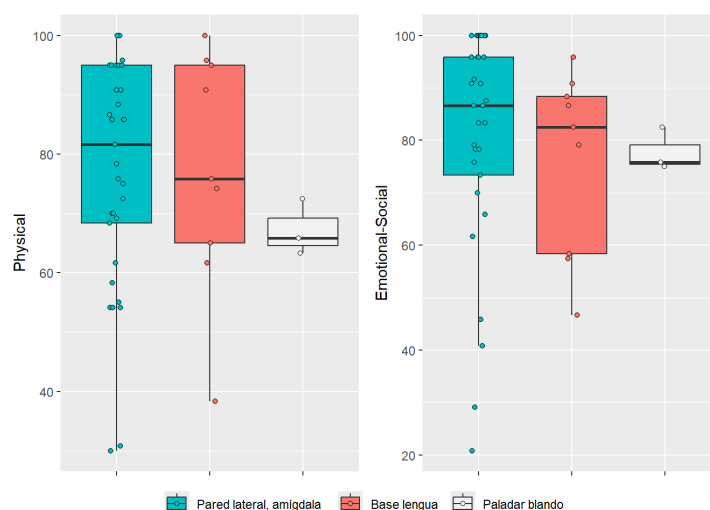 Physical
100
80
60
40
Emotional-Social
100
80
60
40
20
Pared lateral, amígdala
Base lengua
Paladar blando